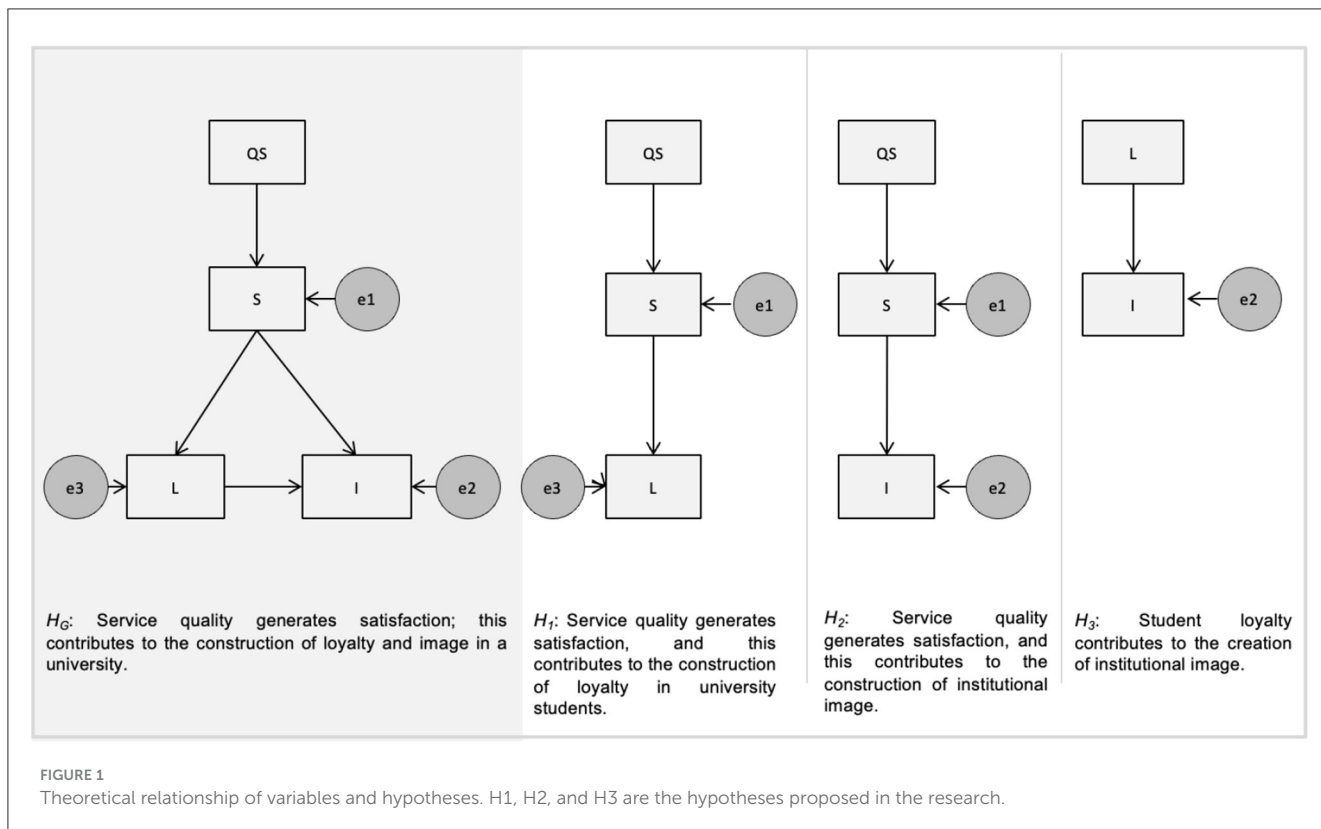 QS
S
e1
e3
L
I
e2
H_G: Service quality generates satisfaction; this
contributes to the construction of loyalty and image in a
university.
QS
S
e1
e3
L
H_1: Service quality generates
satisfaction, and this
contributes to the construction
of loyalty in university
students.
QS
S
e1
I
e2
H_2: Service quality
generates satisfaction, and
this contributes to the
construction of institutional
image.
L
I
e2
H_3: Student loyalty
contributes to the creation
of institutional image.
FIGURE 1
Theoretical relationship of variables and hypotheses. H1, H2, and H3 are the hypotheses proposed in the research.